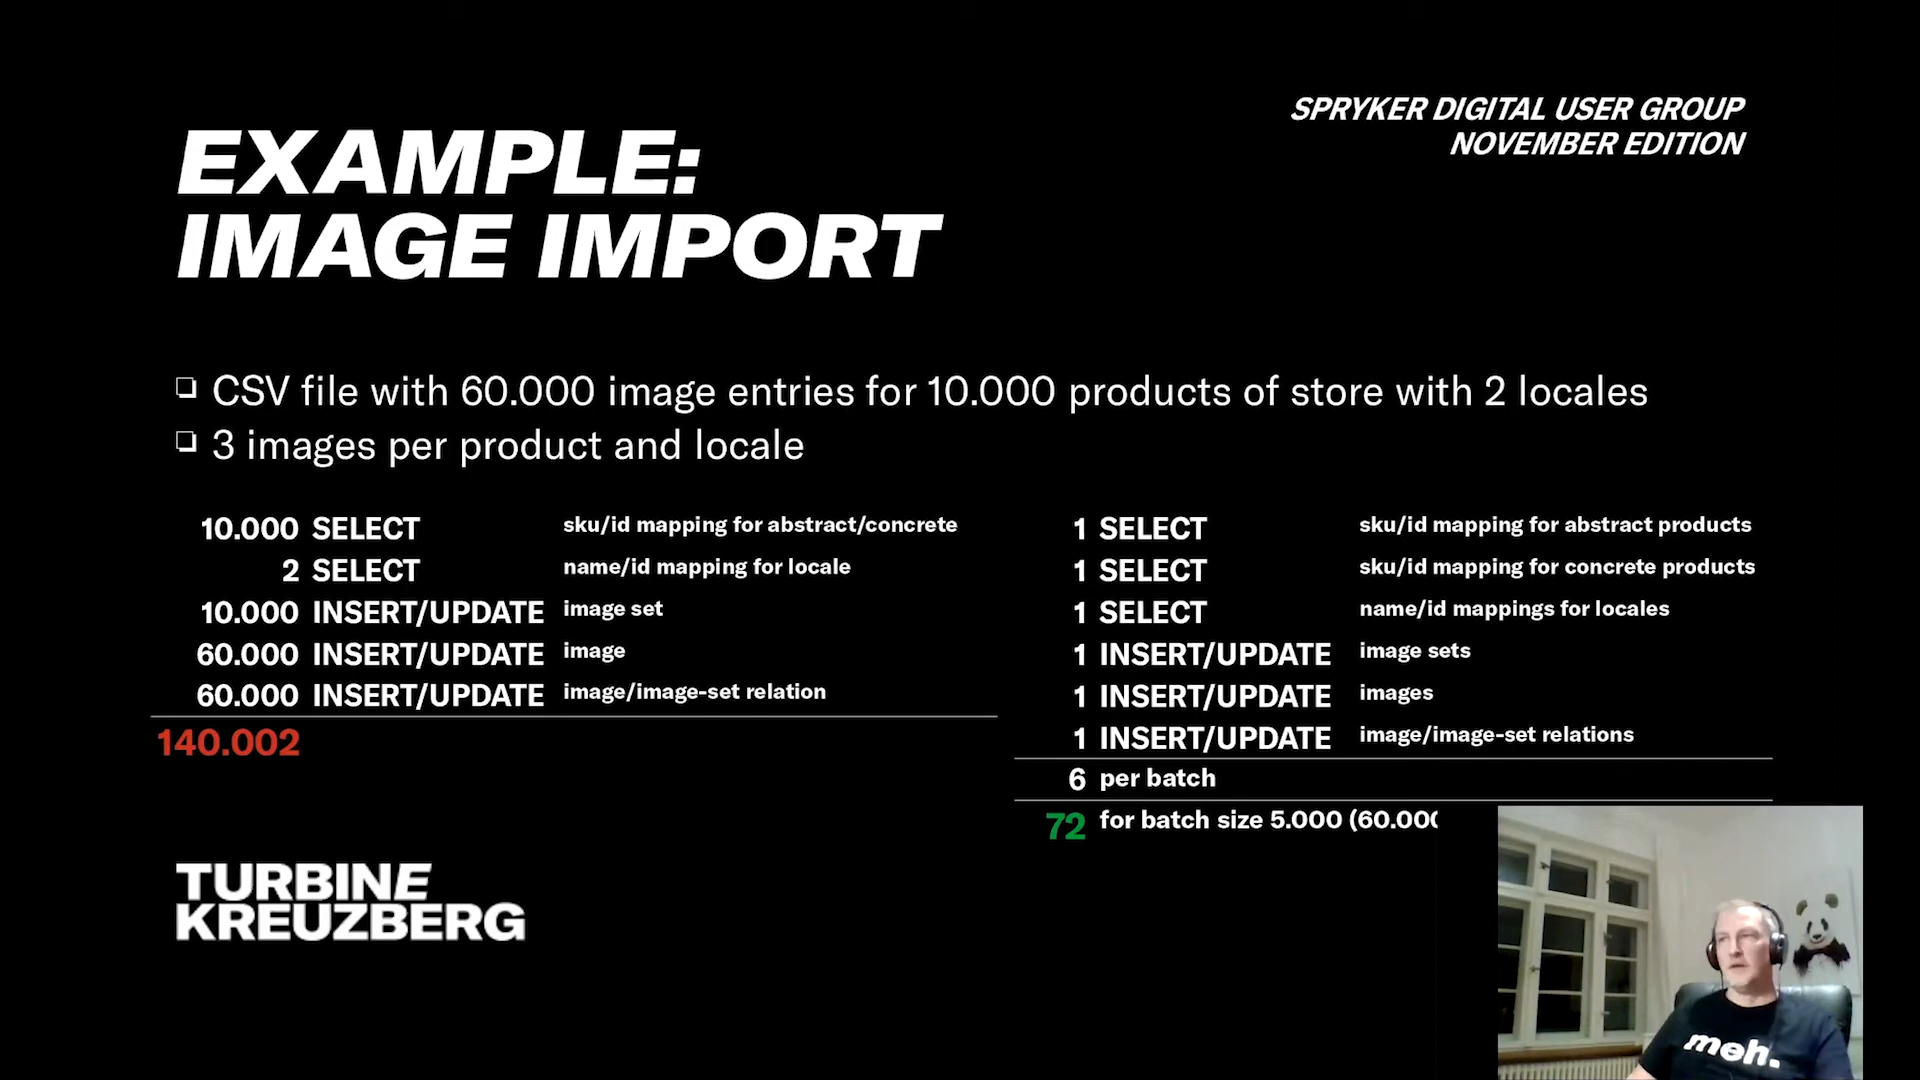 SPRYKER DIGITAL USER GROUP
NOVEMBER EDITION
EXAMPLE:
IMAGE IMPORT
❏ CSV file with 60.000 image entries for 10.000 products of store with 2 locales
❏ 3 images per product and locale
10.000 SELECT sku/id mapping for abstract/concrete
2 SELECT name/id mapping for locale
10.000 INSERT/UPDATE image set
60.000 INSERT/UPDATE image
60.000 INSERT/UPDATE image/image-set relation
140.002
1 SELECT sku/id mapping for abstract products
1 SELECT sku/id mapping for concrete products
1 SELECT name/id mappings for locales
1 INSERT/UPDATE image sets
1 INSERT/UPDATE images
1 INSERT/UPDATE image/image-set relations
6 per batch
72 for batch size 5.000
TURBINE
KREUZBERG
meh.